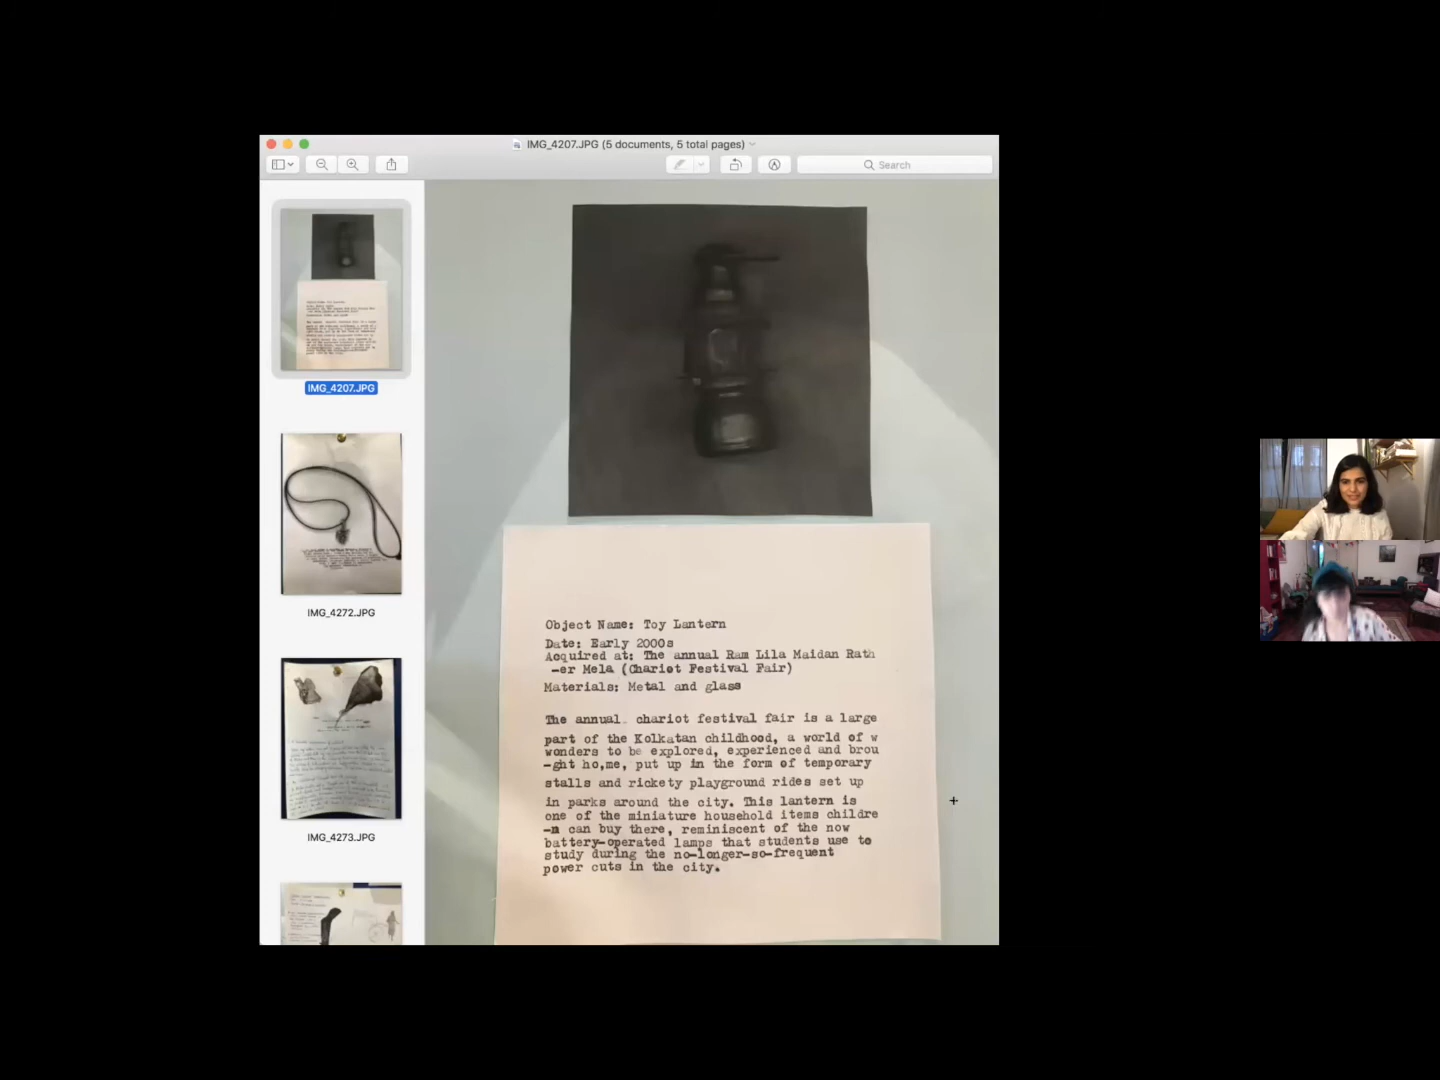 IMG_4207.JPG (5 documents, 5 total pages)
Search
IMG_4207.JPG
IMG_4272.JPG
IMG_4273.JPG
Object Name: Toy Lantern
Date: Early 2000s
Acquired at: The annual Ram Lila Maidan Rath
-er Mela (Chariot Festival Fair)
Materials: Metal and glass
The annual chariot festival fair is a large
part of the Kolkatan childhood, a world of w
wonders to be explored, experienced and brou
-ght ho,me, put up in the form of temporary
stalls and rickety playground rides set up
in parks around the city. This lantern is
one of the miniature household items childre
-n can buy there, reminiscent of the now
battery-operated lamps that students use to
study during the no-longer-so-frequent
power cuts in the city.